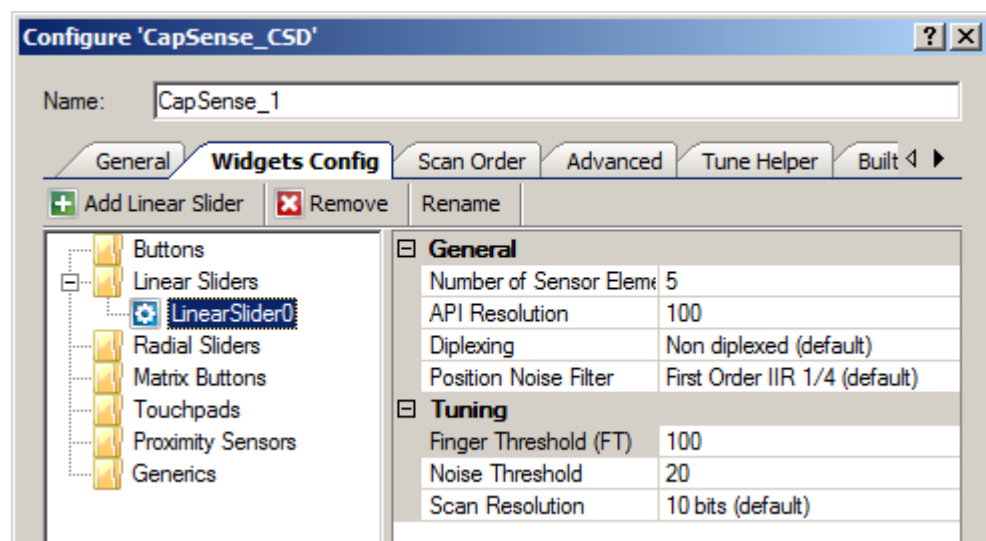 Configure 'CapSense_CSD'
Name: CapSense_1
General Widgets Config Scan Order Advanced Tune Helper Built
Add Linear Slider Remove Rename
Buttons
Linear Sliders
LinearSlider0
Radial Sliders
Matrix Buttons
Touchpads
Proximity Sensors
Generics
General
Number of Sensor Eleme 5
API Resolution 100
Diplexing Non diplexed (default)
Position Noise Filter First Order IIR 1/4 (default)
Tuning
Finger Threshold (FT) 100
Noise Threshold 20
Scan Resolution 10 bits (default)